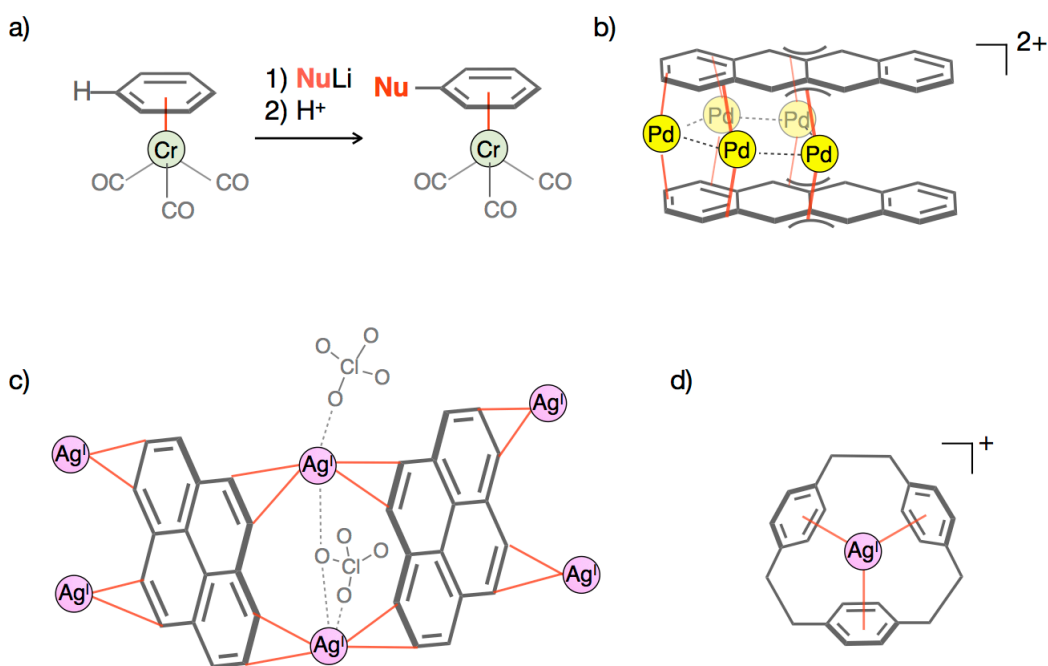 a)
H
1) NuLi
2) H⁺
Nu
Cr
OC
CO
CO
Cr
OC
CO
CO
b)
2+
Pd
Pd
Pd
Pd
Pd
c)
O
O
Cl
O
O
Agᴵ
Agᴵ
Agᴵ
O
O
Cl
O
O
Agᴵ
Agᴵ
Agᴵ
d)
+
Agᴵ